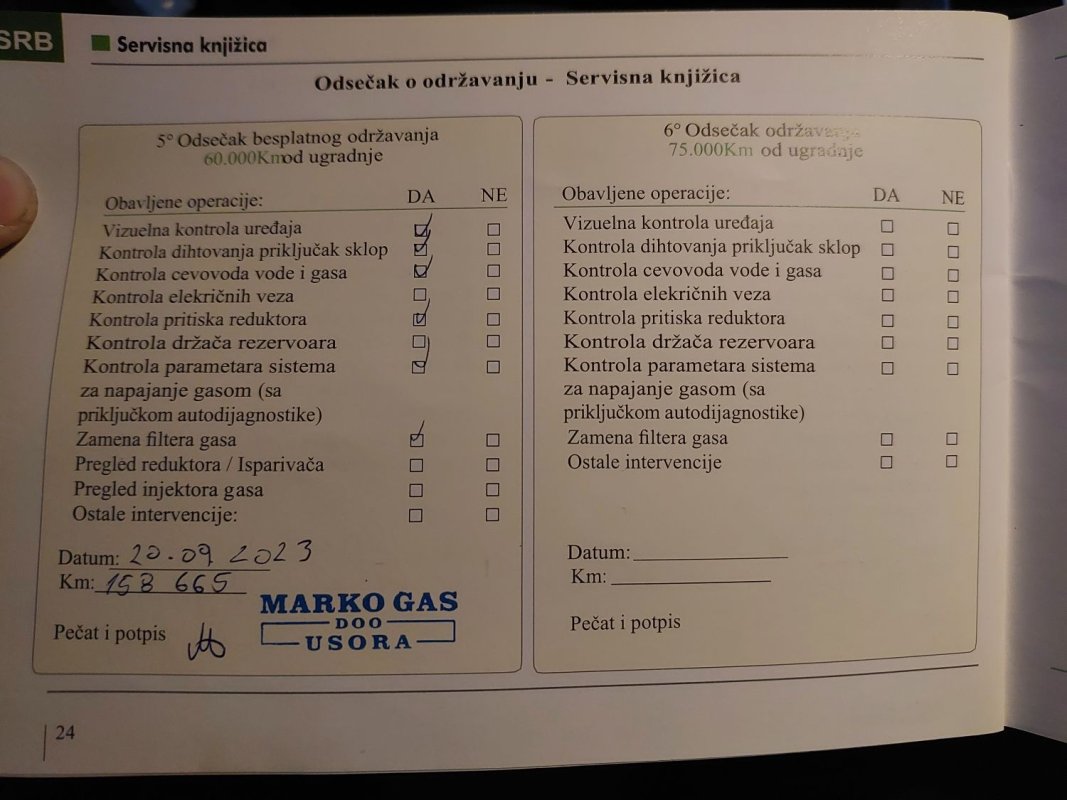 SRB
Servisna knjižica
Odsečak o održavanju - Servisna knjižica
5° Odsečak besplatnog održavanja
60.000Kmod ugradnje
Obavljene operacije: DA NE
Vizuelna kontrola uređaja
Kontrola dihtovanja priključak sklop
Kontrola cevovoda vode i gasa
Kontrola elekričnih veza
Kontrola pritiska reduktora
Kontrola držača rezervoara
Kontrola parametara sistema
za napajanje gasom (sa
priključkom autodijagnostike)
Zamena filtera gasa
Pregled reduktora / Isparivača
Pregled injektora gasa
Ostale intervencije:
Datum: 20.09 2023
Km: 158 665
Pečat i potpis
MARKO GAS
DOO
USORA
6° Odsečak održavanja
75.000Km od ugradnje
Obavljene operacije: DA NE
Vizuelna kontrola uređaja
Kontrola dihtovanja priključak sklop
Kontrola cevovoda vode i gasa
Kontrola elekričnih veza
Kontrola pritiska reduktora
Kontrola držača rezervoara
Kontrola parametara sistema
za napajanje gasom (sa
priključkom autodijagnostike)
Zamena filtera gasa
Ostale intervencije
Datum:
Km:
Pečat i potpis
24